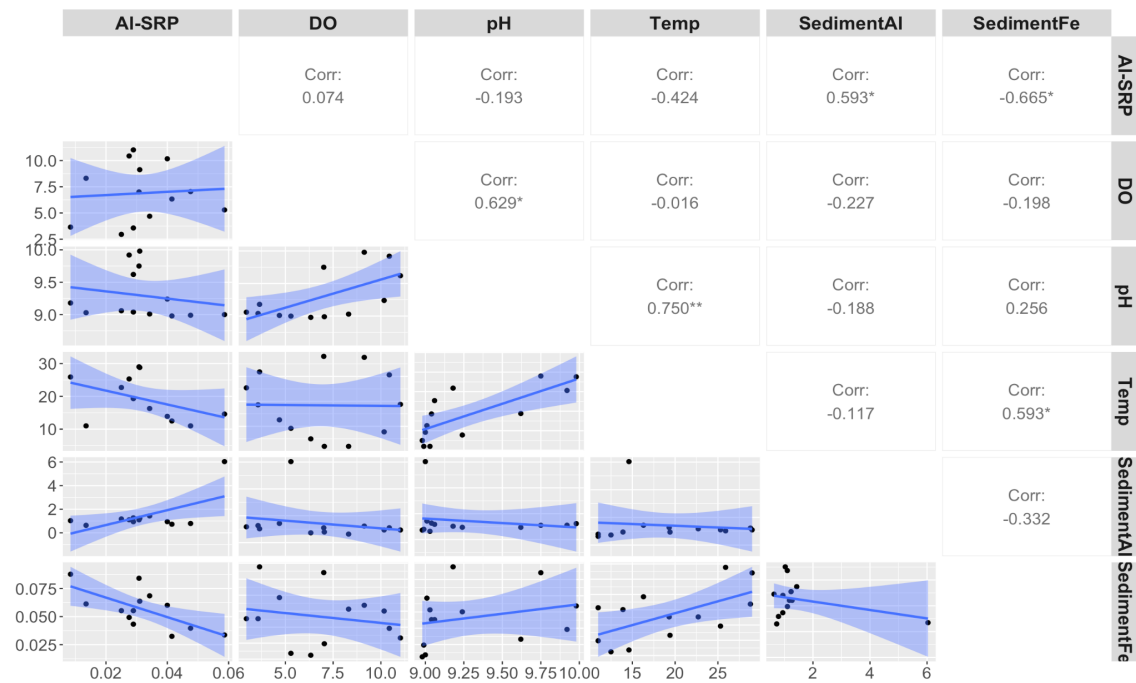 Al-SRP DO pH Temp SedimentAl SedimentFe
Corr: Corr: Corr: Corr: Corr:
0.074 -0.193 -0.424 0.593* -0.665*
Al-SRP
10.0
7.5
5.0
2.5
Corr: Corr: Corr: Corr:
0.629* -0.016 -0.227 -0.198
DO
10.0
9.5
9.0
Corr: Corr: Corr:
0.750** -0.188 0.256
pH
30
20
10
Corr: Corr:
-0.117 0.593*
Temp
6
4
2
0
Corr:
-0.332
SedimentAl
0.075
0.050
0.025
SedimentFe
0.02 0.04 0.06 5.0 7.5 10.0 9.00 9.25 9.50 9.75 10.00 10 15 20 25 2 4 6